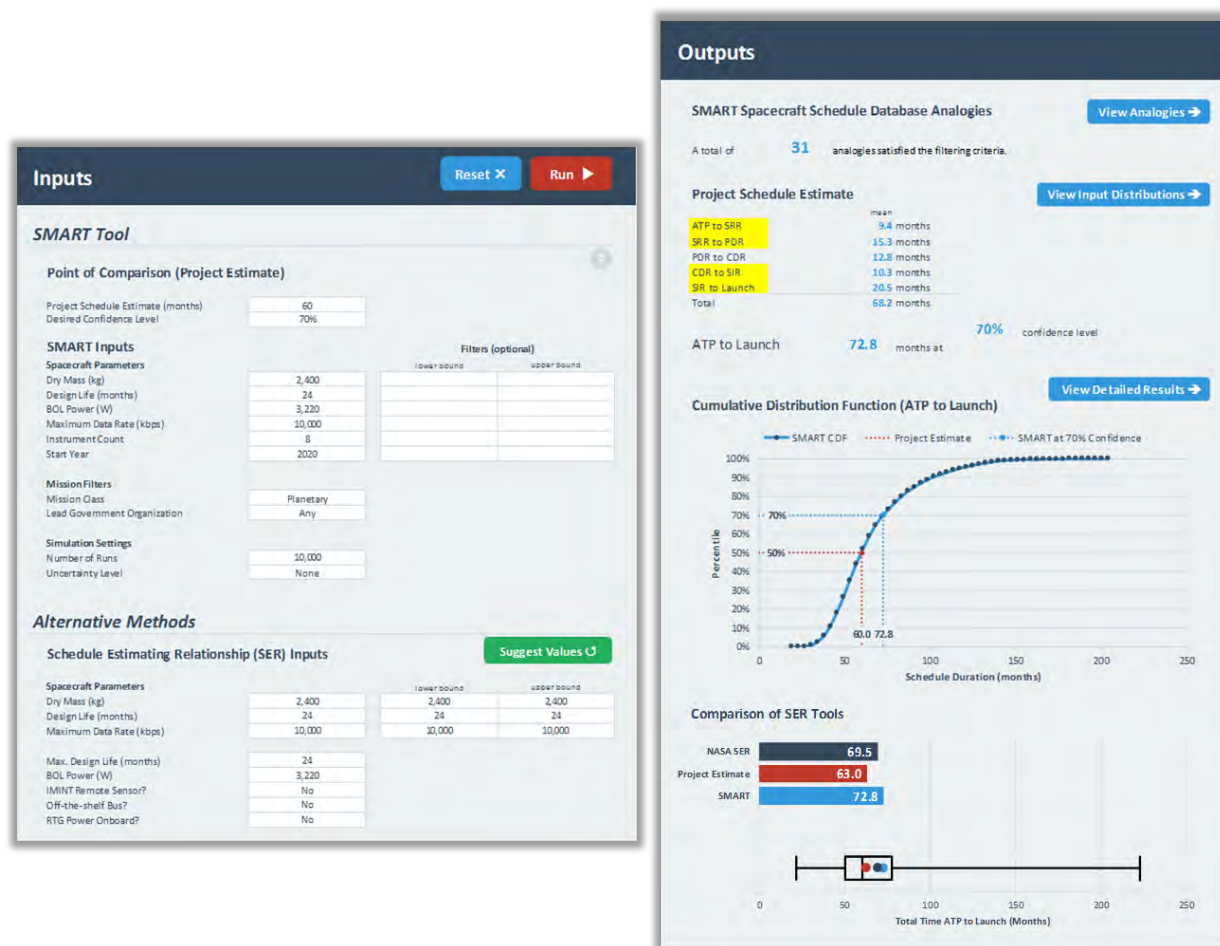 Inputs
Reset ✕
Run ▶
SMART Tool
Point of Comparison (Project Estimate)
Project Schedule Estimate (months) 60
Desired Confidence Level 70%
SMART Inputs Filters (optional)
Spacecraft Parameters lower bound upper bound
Dry Mass (kg) 2,400
Design Life (months) 24
BOL Power (W) 3,220
Maximum Data Rate (kbps) 10,000
Instrument Count 8
Start Year 2020
Mission Filters
Mission Class Planetary
Lead Government Organization Any
Simulation Settings
Number of Runs 10,000
Uncertainty Level None
Alternative Methods
Schedule Estimating Relationship (SER) Inputs
Suggest Values ↺
Spacecraft Parameters lower bound upper bound
Dry Mass (kg) 2,400 2,400 2,400
Design Life (months) 24 24 24
Maximum Data Rate (kbps) 10,000 10,000 10,000
Max. Design Life (months) 24
BOL Power (W) 3,220
IMINT Remote Sensor? No
Off-the-shelf Bus? No
RTG Power Onboard? No
Outputs
SMART Spacecraft Schedule Database Analogies
View Analogies ➔
A total of 31 analogies satisfied the filtering criteria.
Project Schedule Estimate
View Input Distributions ➔
mean
ATP to SRR 9.4 months
SRR to PDR 15.3 months
PDR to CDR 12.8 months
CDR to SIR 10.3 months
SIR to Launch 20.5 months
Total 68.2 months
ATP to Launch 72.8 months at 70% confidence level
View Detailed Results ➔
Cumulative Distribution Function (ATP to Launch)
SMART CDF Project Estimate SMART at 70% Confidence
100%
90%
80%
70% 70%
60%
50% 50%
40%
30%
20%
10% 60.0 72.8
0%
Percentile
0 50 100 150 200 250
Schedule Duration (months)
Comparison of SER Tools
NASA SER 69.5
Project Estimate 63.0
SMART 72.8
0 50 100 150 200 250
Total Time ATP to Launch (Months)